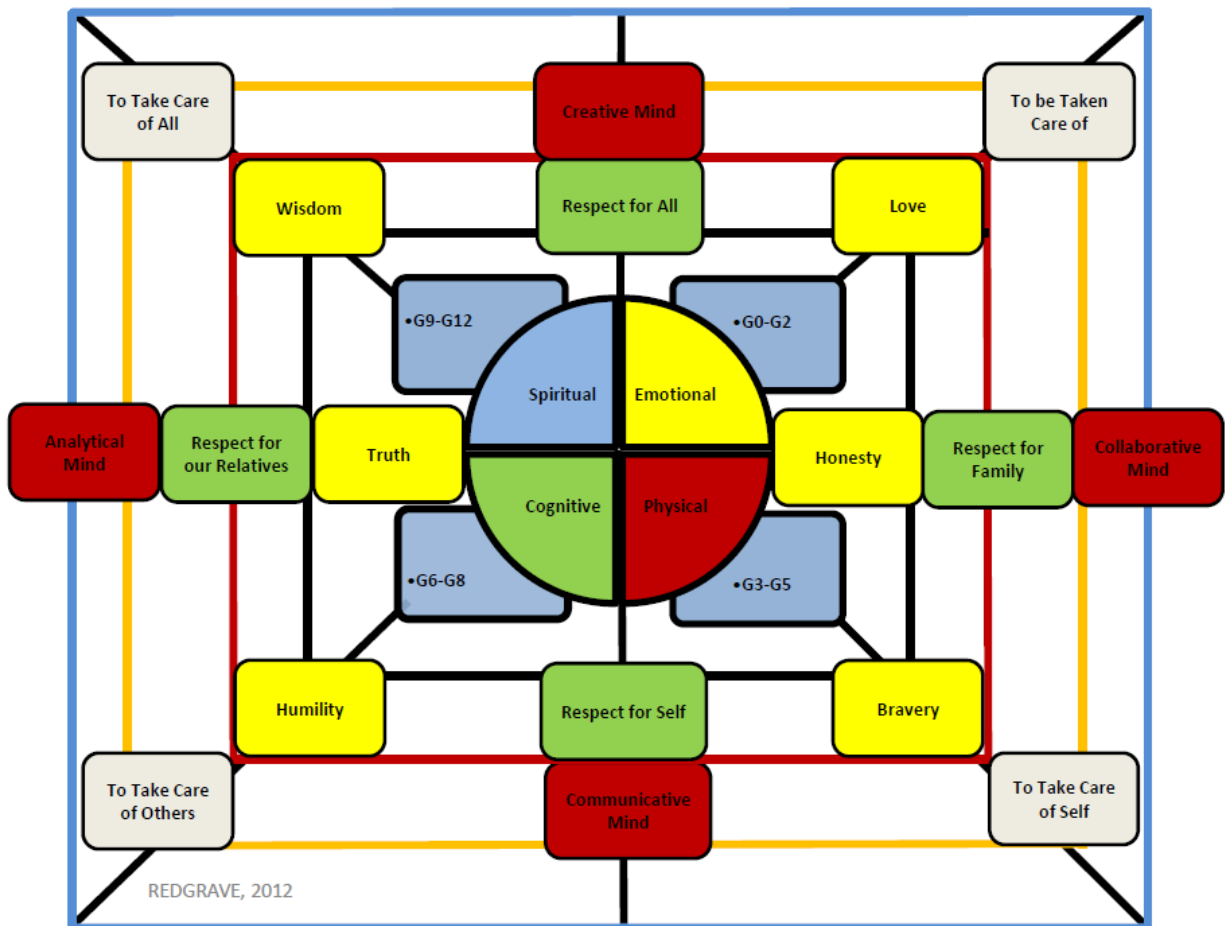 To Take Care
of All
Creative Mind
To be Taken
Care of
Wisdom
Respect for All
Love
•G9-G12
•G0-G2
Spiritual
Emotional
Analytical
Mind
Respect for
our Relatives
Truth
Honesty
Respect for
Family
Collaborative
Mind
Cognitive
Physical
•G6-G8
•G3-G5
Humility
Respect for Self
Bravery
To Take Care
of Others
Communicative
Mind
To Take Care
of Self
REDGRAVE, 2012